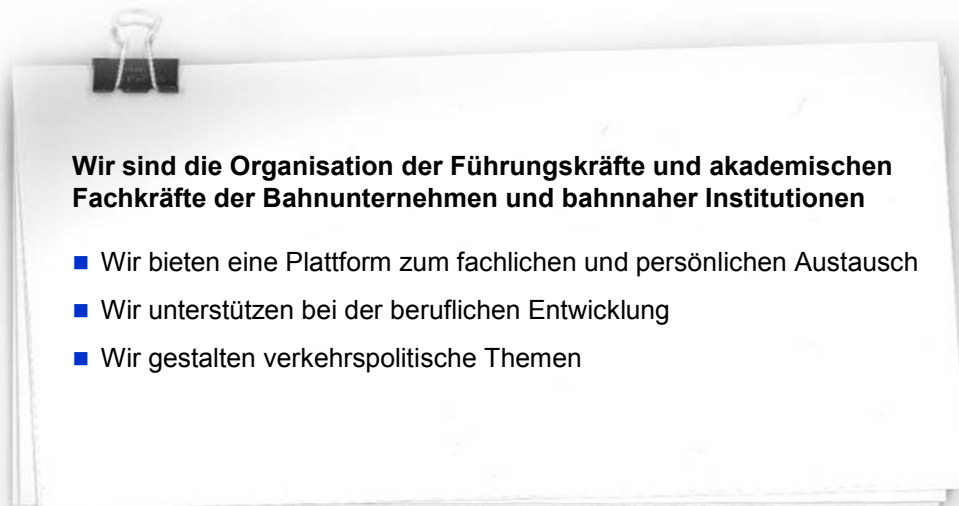 Wir sind die Organisation der Führungskräfte und akademischen
Fachkräfte der Bahnunternehmen und bahnnaher Institutionen
■ Wir bieten eine Plattform zum fachlichen und persönlichen Austausch
■ Wir unterstützen bei der beruflichen Entwicklung
■ Wir gestalten verkehrspolitische Themen